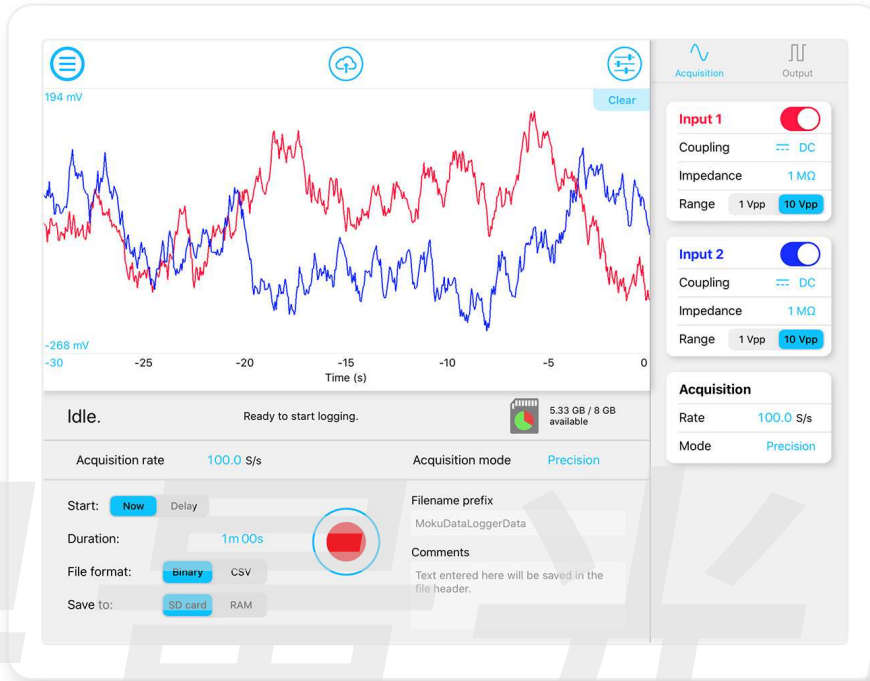 194 mV
Clear
-268 mV
-30 -25 -20 -15 -10 -5 0
Time (s)
Idle.
Ready to start logging.
5.33 GB / 8 GB
available
Acquisition rate 100.0 S/s
Acquisition mode Precision
Start: Now Delay
Duration: 1m 00s
File format: Binary CSV
Save to: SD card RAM
Filename prefix
MokuDataLoggerData
Comments
Text entered here will be saved in the
file header.
Acquisition Output
Input 1
Coupling DC
Impedance 1 MΩ
Range 1 Vpp 10 Vpp
Input 2
Coupling DC
Impedance 1 MΩ
Range 1 Vpp 10 Vpp
Acquisition
Rate 100.0 S/s
Mode Precision